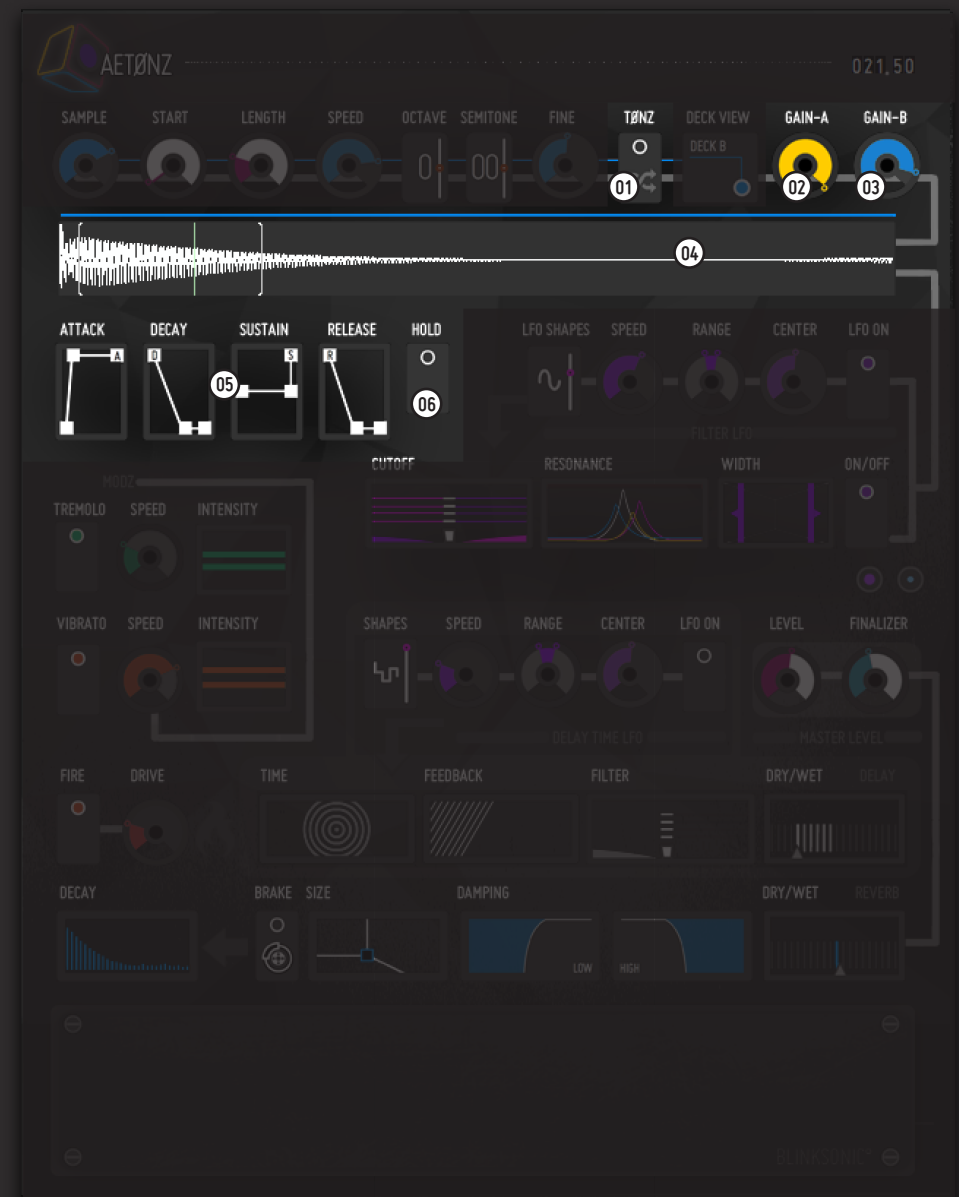 AETØNZ 021,50
SAMPLE START LENGTH SPEED OCTAVE SEMITONE FINE TØNZ DECK VIEW GAIN-A GAIN-B
DECK B
0 00
01 02 03
04
ATTACK DECAY SUSTAIN RELEASE HOLD LFO SHAPES SPEED RANGE CENTER LFO ON
A D S R
05 06
FILTER LFO
CUTOFF RESONANCE WIDTH ON/OFF
MODZ
TREMOLO SPEED INTENSITY
VIBRATO SPEED INTENSITY SHAPES SPEED RANGE CENTER LFO ON LEVEL FINALIZER
DELAY TIME LFO MASTER LEVEL
FIRE DRIVE TIME FEEDBACK FILTER DRY/WET DELAY
DECAY BRAKE SIZE DAMPING DRY/WET REVERB
LOW HIGH
BLINKSONIC®